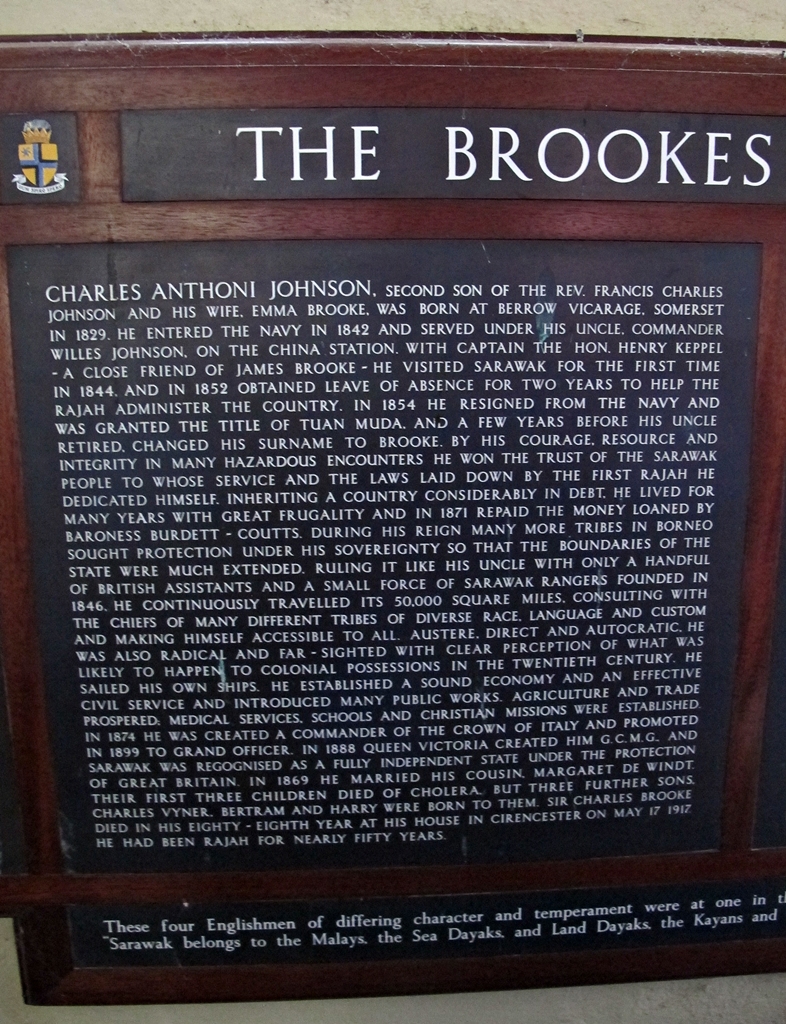 THE BROOKES
CHARLES ANTHONI JOHNSON, SECOND SON OF THE REV. FRANCIS CHARLES
JOHNSON AND HIS WIFE, EMMA BROOKE, WAS BORN AT BERROW VICARAGE, SOMERSET
IN 1829. HE ENTERED THE NAVY IN 1842 AND SERVED UNDER HIS UNCLE, COMMANDER
WILLES JOHNSON, ON THE CHINA STATION. WITH CAPTAIN THE HON. HENRY KEPPEL
- A CLOSE FRIEND OF JAMES BROOKE - HE VISITED SARAWAK FOR THE FIRST TIME
IN 1844, AND IN 1852 OBTAINED LEAVE OF ABSENCE FOR TWO YEARS TO HELP THE
RAJAH ADMINISTER THE COUNTRY. IN 1854 HE RESIGNED FROM THE NAVY AND
WAS GRANTED THE TITLE OF TUAN MUDA, AND A FEW YEARS BEFORE HIS UNCLE
RETIRED, CHANGED HIS SURNAME TO BROOKE. BY HIS COURAGE, RESOURCE AND
INTEGRITY IN MANY HAZARDOUS ENCOUNTERS HE WON THE TRUST OF THE SARAWAK
PEOPLE TO WHOSE SERVICE AND THE LAWS LAID DOWN BY THE FIRST RAJAH HE
DEDICATED HIMSELF. INHERITING A COUNTRY CONSIDERABLY IN DEBT, HE LIVED FOR
MANY YEARS WITH GREAT FRUGALITY AND IN 1871 REPAID THE MONEY LOANED BY
BARONESS BURDETT - COUTTS. DURING HIS REIGN MANY MORE TRIBES IN BORNEO
SOUGHT PROTECTION UNDER HIS SOVEREIGNTY SO THAT THE BOUNDARIES OF THE
STATE WERE MUCH EXTENDED. RULING IT LIKE HIS UNCLE WITH ONLY A HANDFUL
OF BRITISH ASSISTANTS AND A SMALL FORCE OF SARAWAK RANGERS FOUNDED IN
1846, HE CONTINUOUSLY TRAVELLED ITS 50,000 SQUARE MILES, CONSULTING WITH
THE CHIEFS OF MANY DIFFERENT TRIBES OF DIVERSE RACE, LANGUAGE AND CUSTOM
AND MAKING HIMSELF ACCESSIBLE TO ALL. AUSTERE, DIRECT AND AUTOCRATIC, HE
WAS ALSO RADICAL AND FAR - SIGHTED WITH CLEAR PERCEPTION OF WHAT WAS
LIKELY TO HAPPEN TO COLONIAL POSSESSIONS IN THE TWENTIETH CENTURY. HE
SAILED HIS OWN SHIPS. HE ESTABLISHED A SOUND ECONOMY AND AN EFFECTIVE
CIVIL SERVICE AND INTRODUCED MANY PUBLIC WORKS. AGRICULTURE AND TRADE
PROSPERED; MEDICAL SERVICES, SCHOOLS AND CHRISTIAN MISSIONS WERE ESTABLISHED.
IN 1874 HE WAS CREATED A COMMANDER OF THE CROWN OF ITALY AND PROMOTED
IN 1899 TO GRAND OFFICER. IN 1888 QUEEN VICTORIA CREATED HIM G.C.M.G. AND
SARAWAK WAS REGOGNISED AS A FULLY INDEPENDENT STATE UNDER THE PROTECTION
OF GREAT BRITAIN. IN 1869 HE MARRIED HIS COUSIN, MARGARET DE WINDT.
THEIR FIRST THREE CHILDREN DIED OF CHOLERA, BUT THREE FURTHER SONS,
CHARLES VYNER, BERTRAM AND HARRY WERE BORN TO THEM. SIR CHARLES BROOKE
DIED IN HIS EIGHTY - EIGHTH YEAR AT HIS HOUSE IN CIRENCESTER ON MAY 17 1917.
HE HAD BEEN RAJAH FOR NEARLY FIFTY YEARS.
These four Englishmen of differing character and temperament were at one in
"Sarawak belongs to the Malays, the Sea Dayaks, and Land Dayaks, the Kayans and